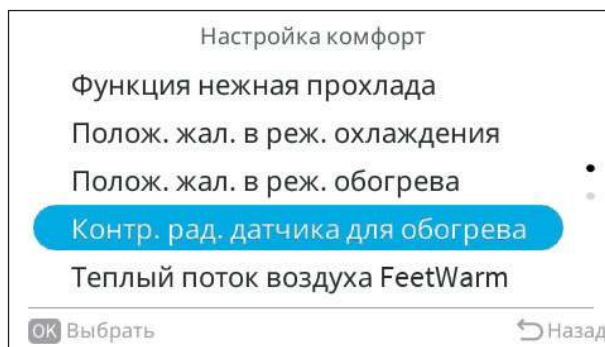 Настройка комфорт
Функция нежная прохлада
Полож. жал. в реж. охлаждения
Полож. жал. в реж. обогрева
Контр. рад. датчика для обогрева
Теплый поток воздуха FeetWarm
OK Выбрать
Назад